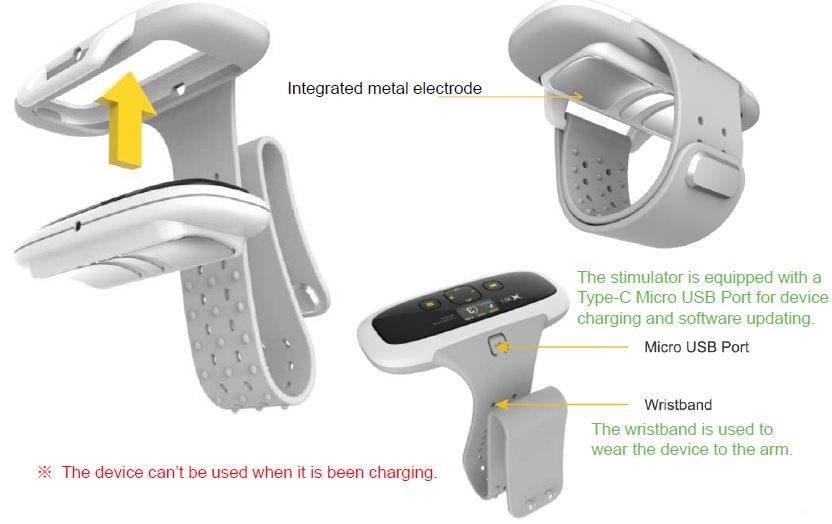 Integrated metal electrode
The stimulator is equipped with a
Type-C Micro USB Port for device
charging and software updating.
Micro USB Port
Wristband
The wristband is used to
wear the device to the arm.
※ The device can't be used when it is been charging.